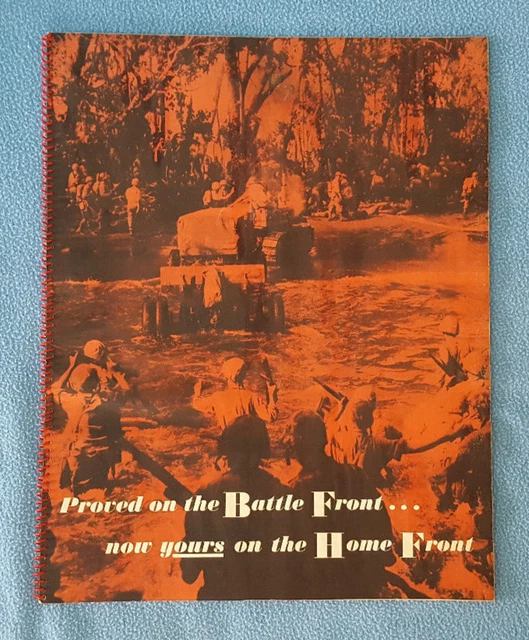 Proved on the Battle Front...
now yours on the Home Front